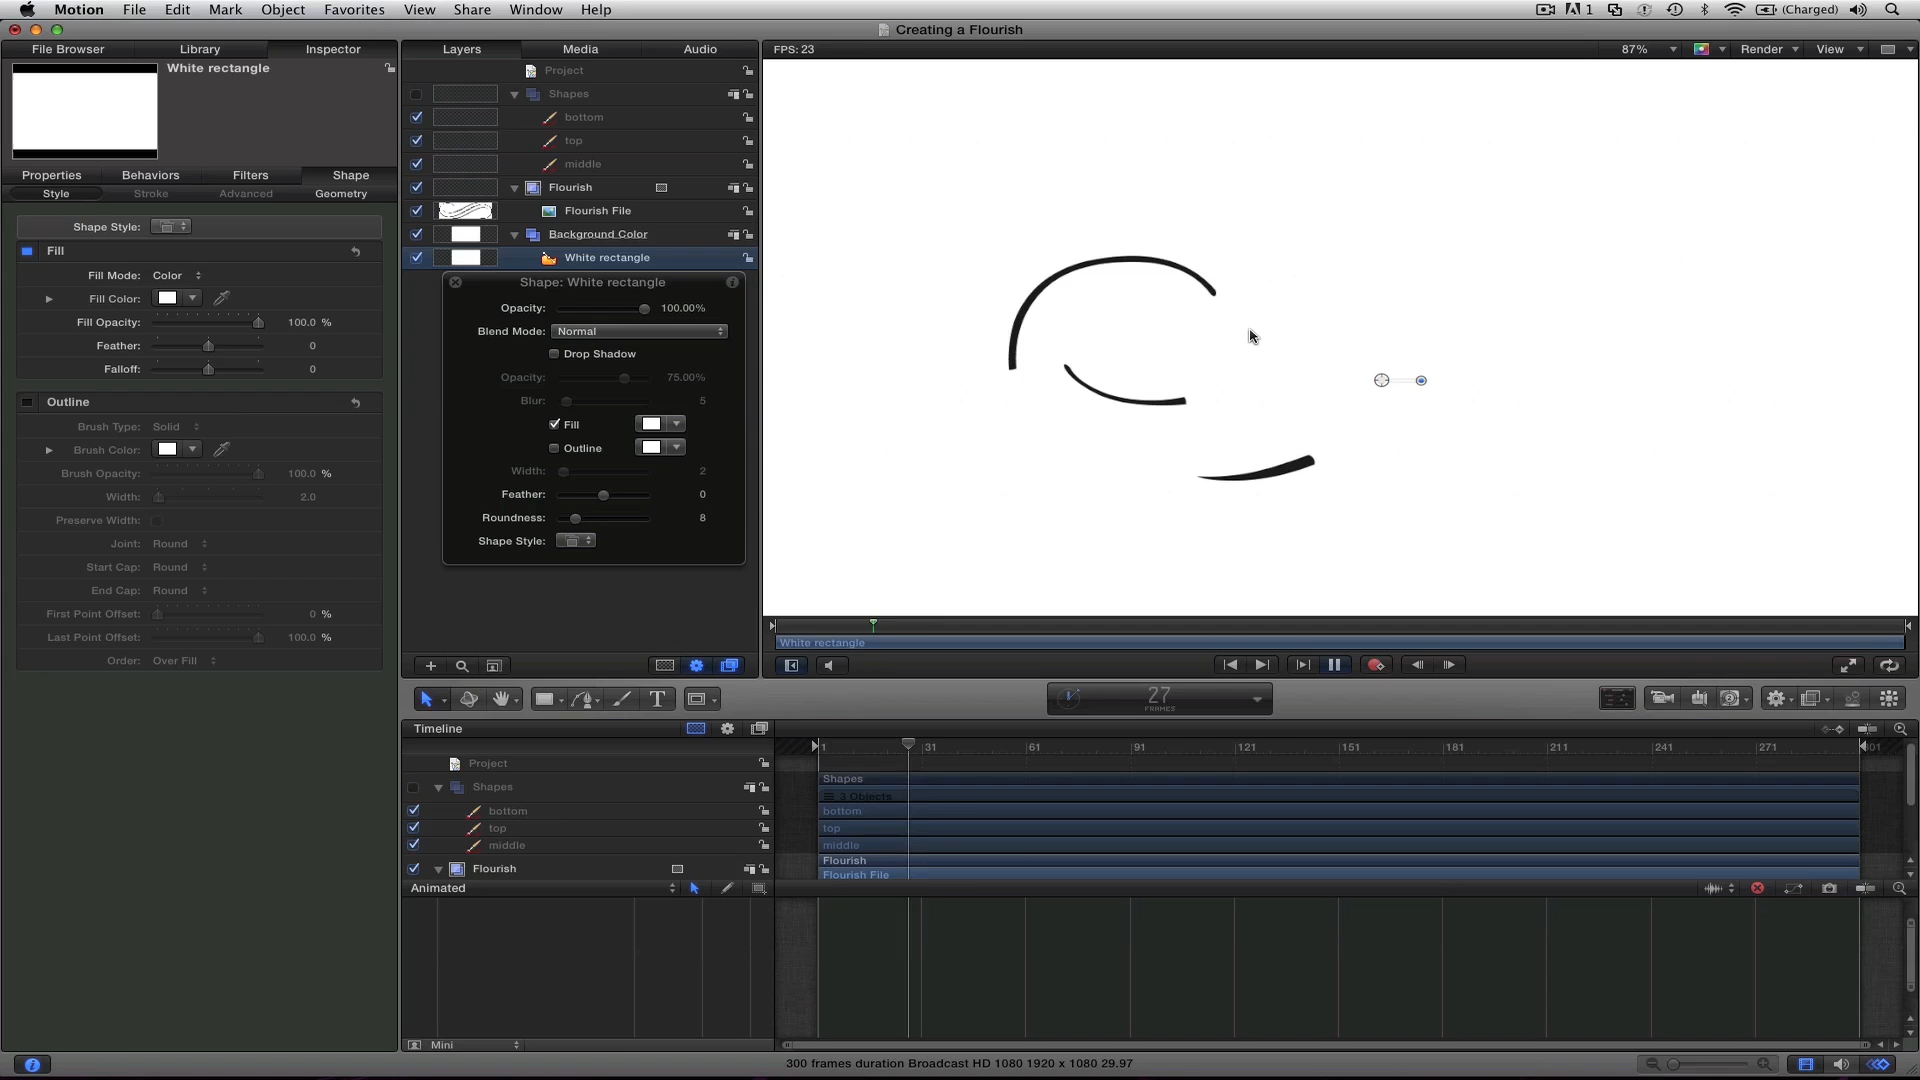 Motion File Edit Mark Object Favorites View Share Window Help 1 (Charged)
Creating a Flourish
File Browser Library Inspector Layers Media Audio FPS: 23 87% Render View
White rectangle
Project
Shapes
bottom
top
middle
Flourish
Flourish File
Background Color
White rectangle
Properties Behaviors Filters Shape
Style Stroke Advanced Geometry
Shape Style:
Fill
Fill Mode: Color
Fill Color:
Fill Opacity: 100.0 %
Feather: 0
Falloff: 0
Outline
Brush Type: Solid
Brush Color:
Brush Opacity: 100.0 %
Width: 2.0
Preserve Width:
Joint: Round
Start Cap: Round
End Cap: Round
First Point Offset: 0 %
Last Point Offset: 100.0 %
Order: Over Fill
Shape: White rectangle
Opacity: 100.00%
Blend Mode: Normal
Drop Shadow
Opacity: 75.00%
Blur: 5
Fill
Outline
Width: 2
Feather: 0
Roundness: 8
Shape Style:
White rectangle
T
27
FRAMES
Timeline
1 31 61 91 121 151 181 211 241 271
Project
Shapes
bottom
top
middle
Flourish
Shapes
3 Objects
bottom
top
middle
Flourish
Flourish File
Animated
Mini
300 frames duration Broadcast HD 1080 1920 x 1080 29.97